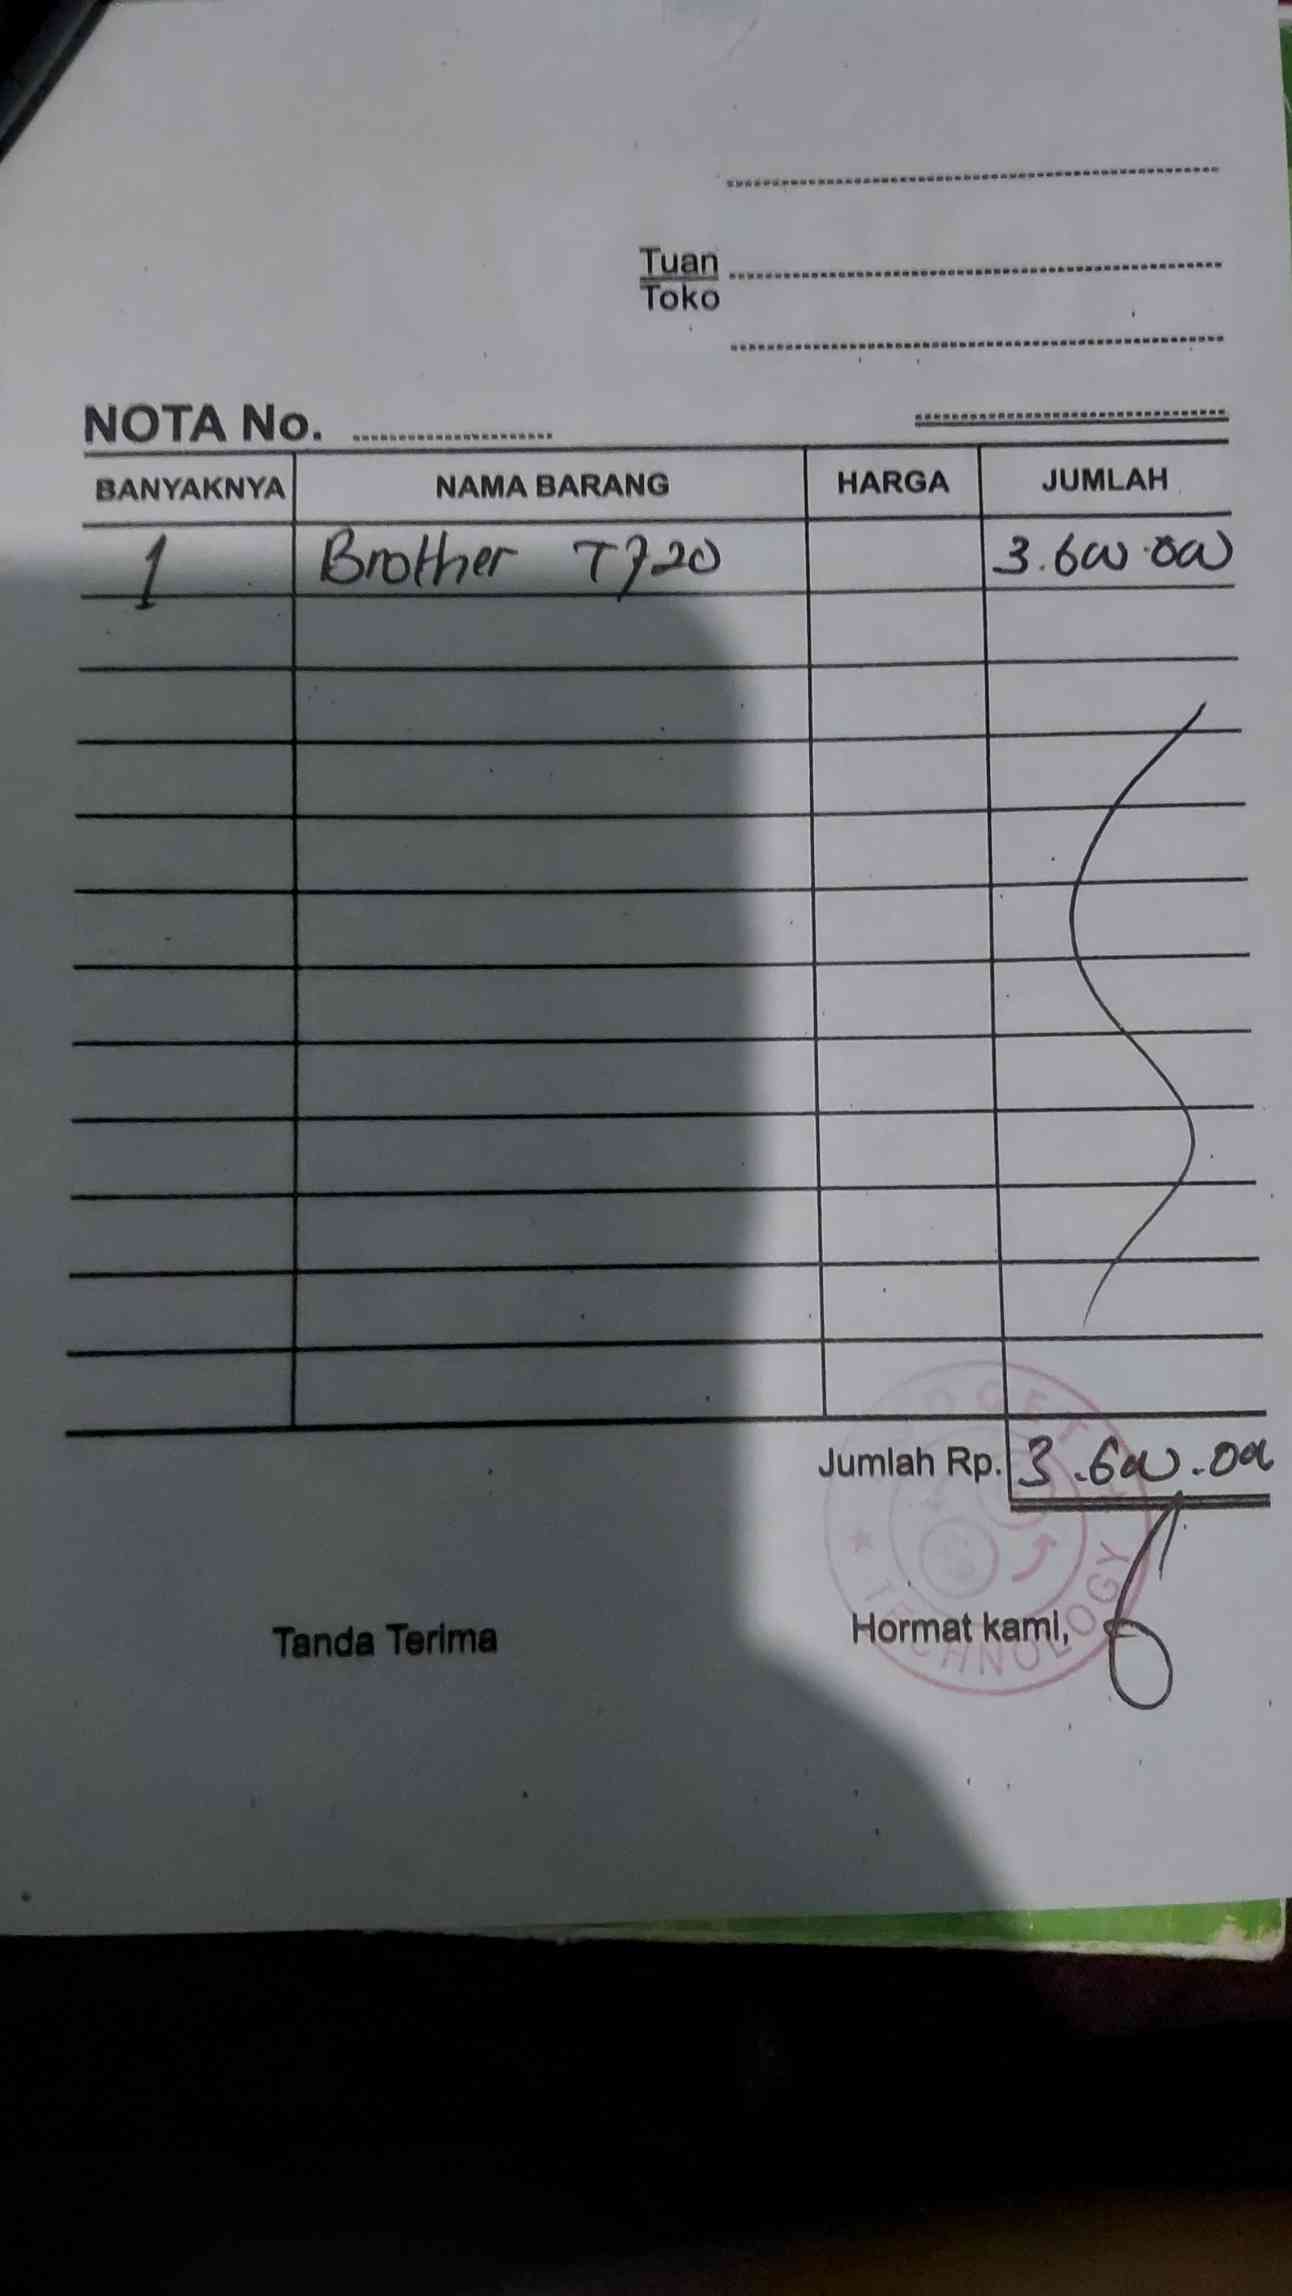 Tuan
Toko
NOTA No.
BANYAKNYA NAMA BARANG HARGA JUMLAH
1 Brother T720 3.600.000
Jumlah Rp. 3.600.000
Tanda Terima Hormat kami,
TECHNOLOGY